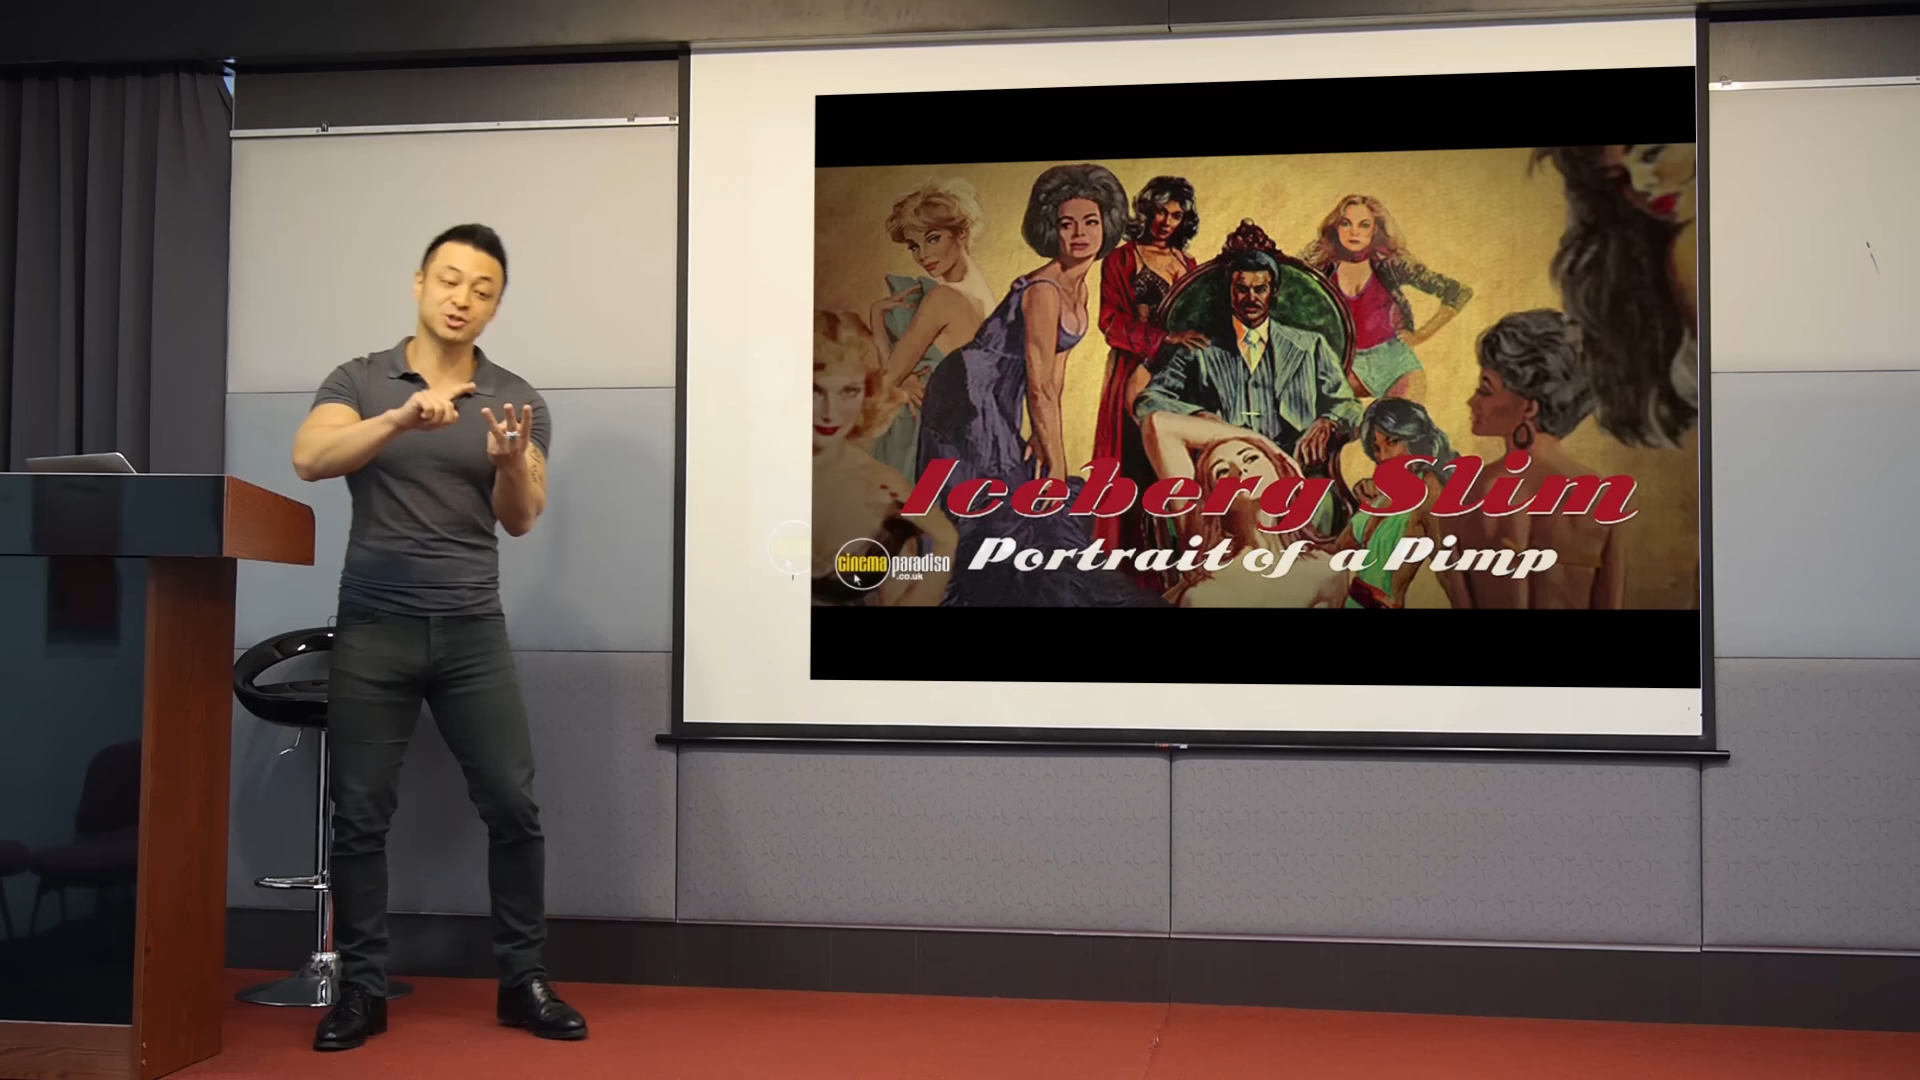 Iceberg Slim
Portrait of a Pimp
cinema paradiso
.co.uk